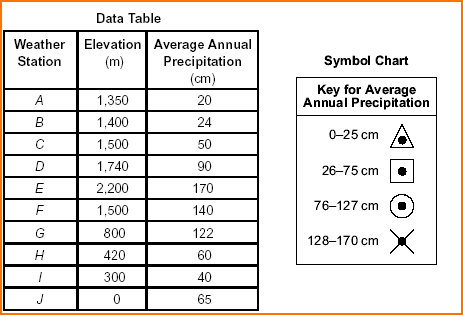 Data Table
Weather Station Elevation (m) Average Annual Precipitation (cm)
A 1,350 20
B 1,400 24
C 1,500 50
D 1,740 90
E 2,200 170
F 1,500 140
G 800 122
H 420 60
I 300 40
J 0 65
Symbol Chart
Key for Average
Annual Precipitation
0–25 cm
26–75 cm
76–127 cm
128–170 cm